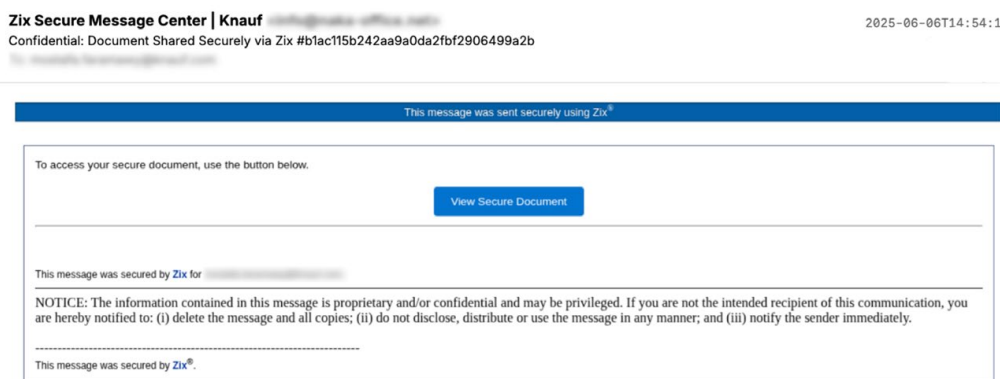 Zix Secure Message Center | Knauf
2025-06-06T14:54:1
Confidential: Document Shared Securely via Zix #b1ac115b242aa9a0da2fbf2906499a2b
This message was sent securely using Zix®
To access your secure document, use the button below.
View Secure Document
This message was secured by Zix for
NOTICE: The information contained in this message is proprietary and/or confidential and may be privileged. If you are not the intended recipient of this communication, you
are hereby notified to: (i) delete the message and all copies; (ii) do not disclose, distribute or use the message in any manner; and (iii) notify the sender immediately.
------------------------------------------------------------------------
This message was secured by Zix®.